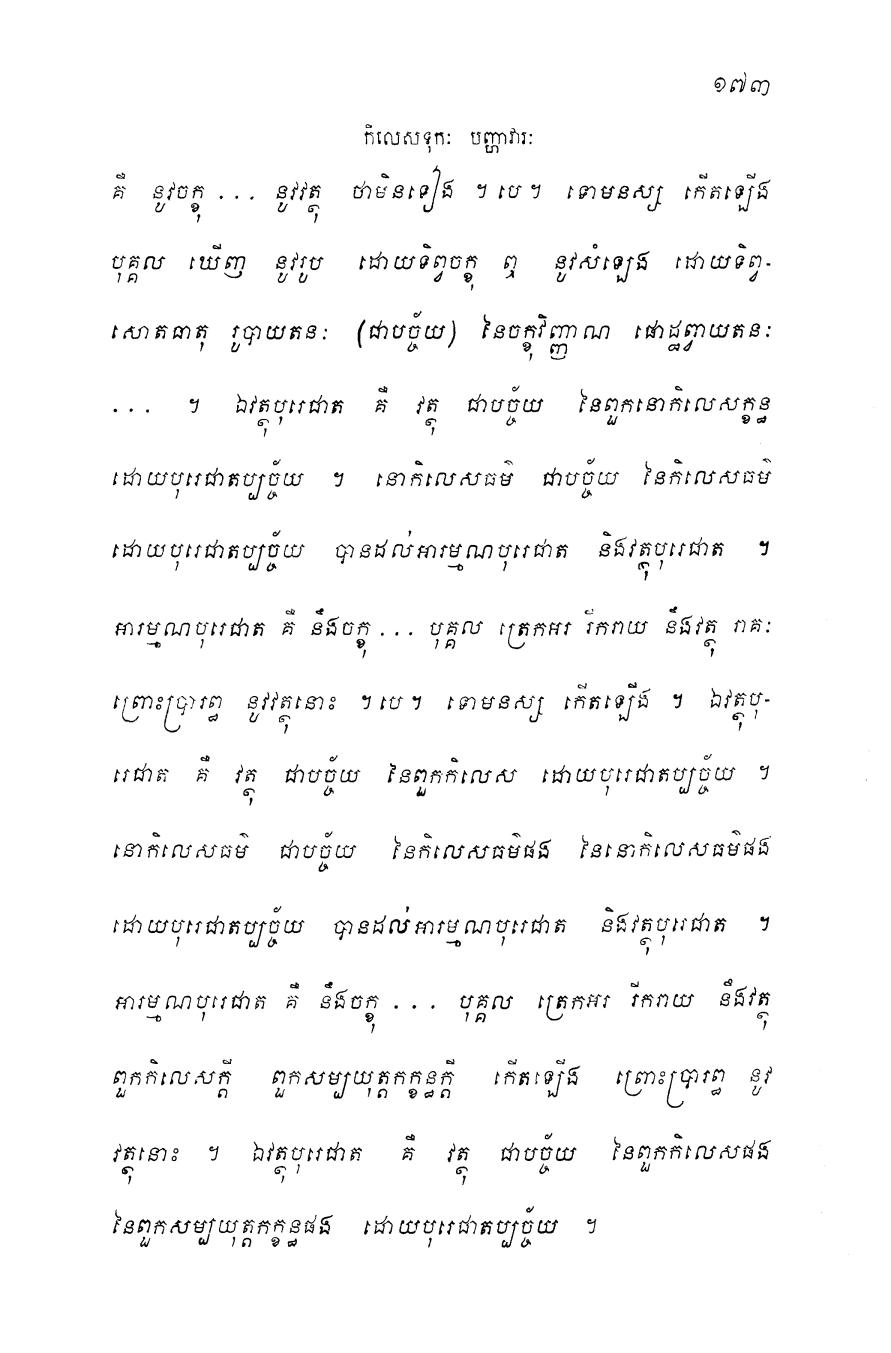 ១៧៣
កិលេសទុកៈ បញ្ហាវារៈ
គឺ នូវចក្ខុ ... នូវវត្ថុ ថាមិនទៀង ។ បេ ។ ទោមនស្ស កើតឡើង
បុគ្គល ឃើញ នូវរូប ដោយទិព្វចក្ខុ ឮ នូវសំឡេង ដោយទិព្វ-
សោតធាតុ រូបាយតនៈ (ជាបច្ច័យ) នៃចក្ខុវិញ្ញាណ ផោដ្ឋព្វាយតនៈ
... ។ ឯវត្ថុបុរេជាត គឺ វត្ថុ ជាបច្ច័យ នៃពួកនោកិលេសក្ខន្ធ
ដោយបុរេជាតប្បច្ច័យ ។ នោកិលេសធម៌ ជាបច្ច័យ នៃកិលេសធម៌
ដោយបុរេជាតប្បច្ច័យ បានដល់អារម្មណបុរេជាត និងវត្ថុបុរេជាត ។
អារម្មណបុរេជាត គឺ នឹងចក្ខុ ... បុគ្គល ត្រេកអរ រីករាយ នឹងវត្ថុ រាគៈ
ព្រោះប្រារព្ធ នូវវត្ថុនោះ ។ បេ ។ ទោមនស្ស កើតឡើង ។ ឯវត្ថុបុ-
រេជាត គឺ វត្ថុ ជាបច្ច័យ នៃពួកកិលេស ដោយបុរេជាតប្បច្ច័យ ។
នោកិលេសធម៌ ជាបច្ច័យ នៃកិលេសធម៌ផង នៃនោកិលេសធម៌ផង
ដោយបុរេជាតប្បច្ច័យ បានដល់អារម្មណបុរេជាត និងវត្ថុបុរេជាត ។
អារម្មណបុរេជាត គឺ នឹងចក្ខុ ... បុគ្គល ត្រេកអរ រីករាយ នឹងវត្ថុ
ពួកកិលេសក្តី ពួកសម្បយុត្តកក្ខន្ធក្តី កើតឡើង ព្រោះប្រារព្ធ នូវ
វត្ថុនោះ ។ ឯវត្ថុបុរេជាត គឺ វត្ថុ ជាបច្ច័យ នៃពួកកិលេសផង
នៃពួកសម្បយុត្តកក្ខន្ធផង ដោយបុរេជាតប្បច្ច័យ ។